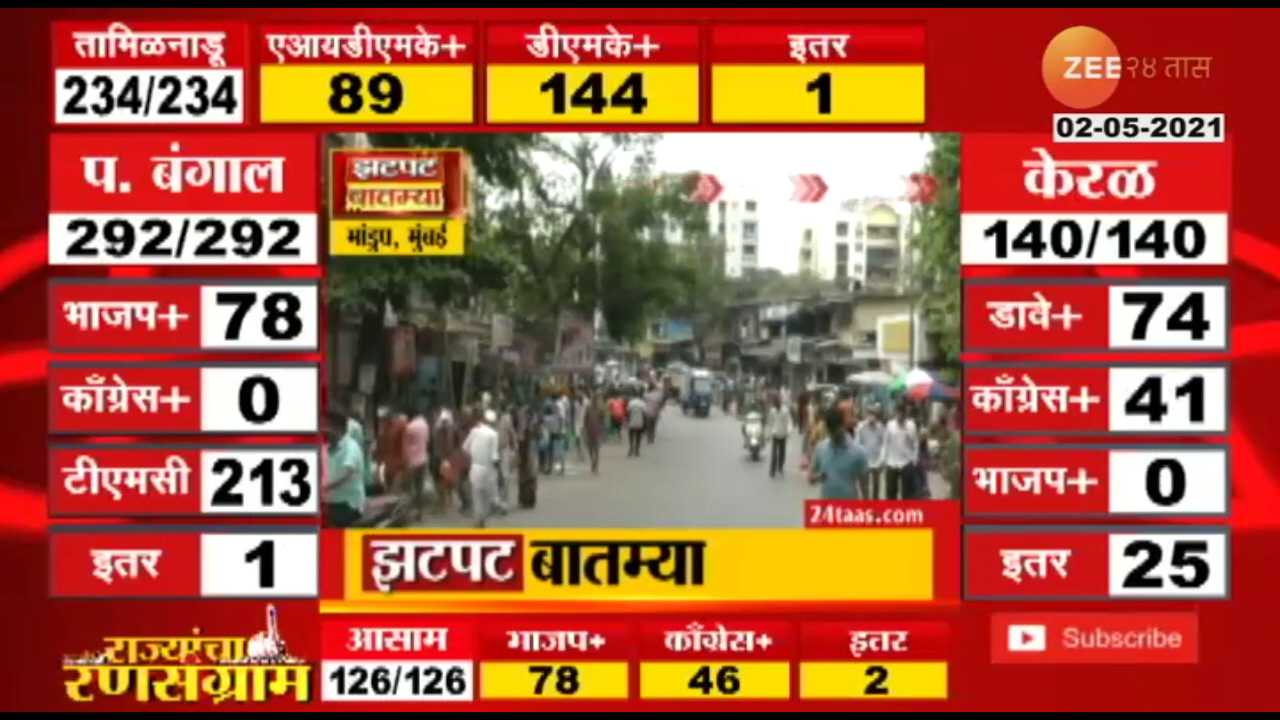 तामिळनाडू
234/234
एआयडीएमके+
89
डीएमके+
144
इतर
1
ZEE २४ तास
02-05-2021
प. बंगाल
292/292
भाजप+
78
काँग्रेस+
0
टीएमसी
213
इतर
1
झटपट
बातम्या
भांडुप, मुंबई
केरळ
140/140
डावे+
74
काँग्रेस+
41
भाजप+
0
इतर
25
24taas.com
झटपट बातम्या
राज्यांचा
रणसंग्राम
आसाम
126/126
भाजप+
78
काँग्रेस+
46
इतर
2
Subscribe